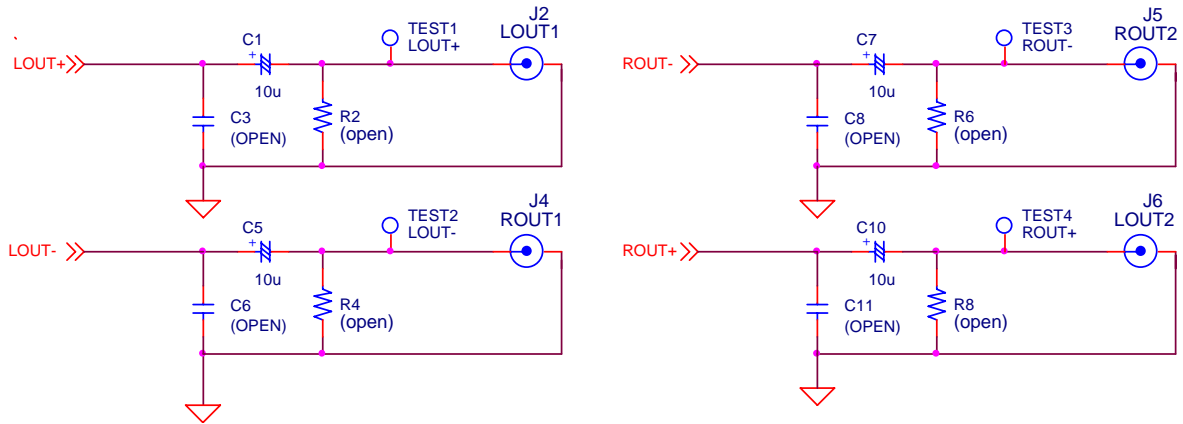 J2
LOUT1
TEST1
LOUT+
C1
+
LOUT+
10u
C3
(OPEN)
R2
(open)
J5
ROUT2
TEST3
ROUT-
C7
+
ROUT-
10u
C8
(OPEN)
R6
(open)
J4
ROUT1
TEST2
LOUT-
C5
+
LOUT-
10u
C6
(OPEN)
R4
(open)
J6
LOUT2
TEST4
ROUT+
C10
+
ROUT+
10u
C11
(OPEN)
R8
(open)